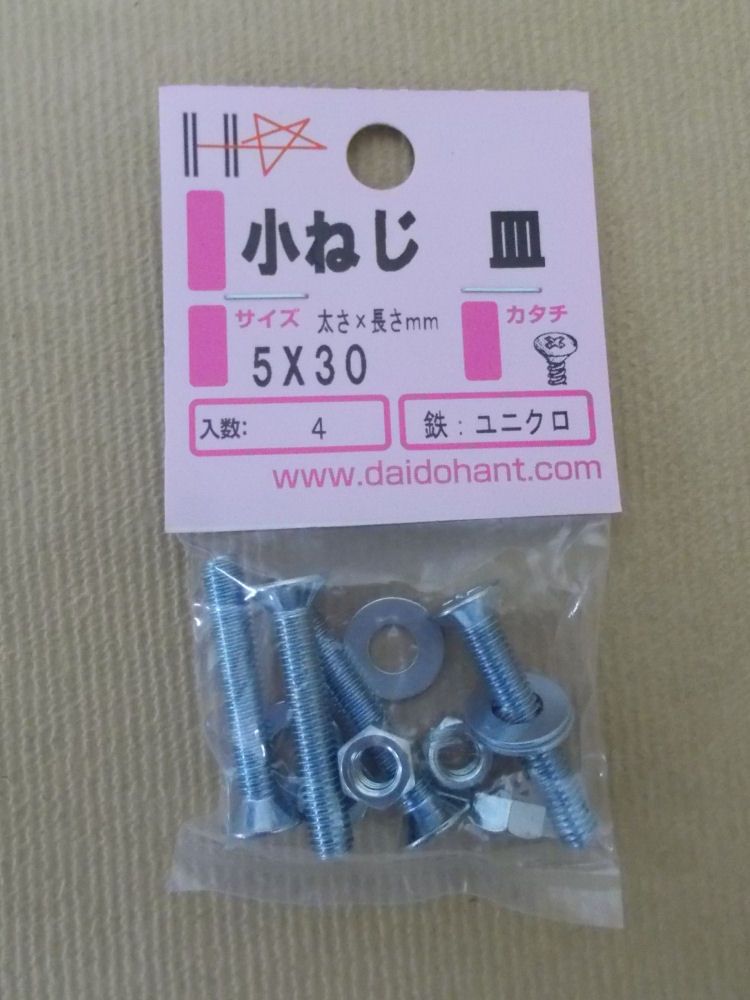 小ねじ 皿
サイズ 太さ×長さmm カタチ
5X30
入数: 4 鉄:ユニクロ
www.daidohant.com